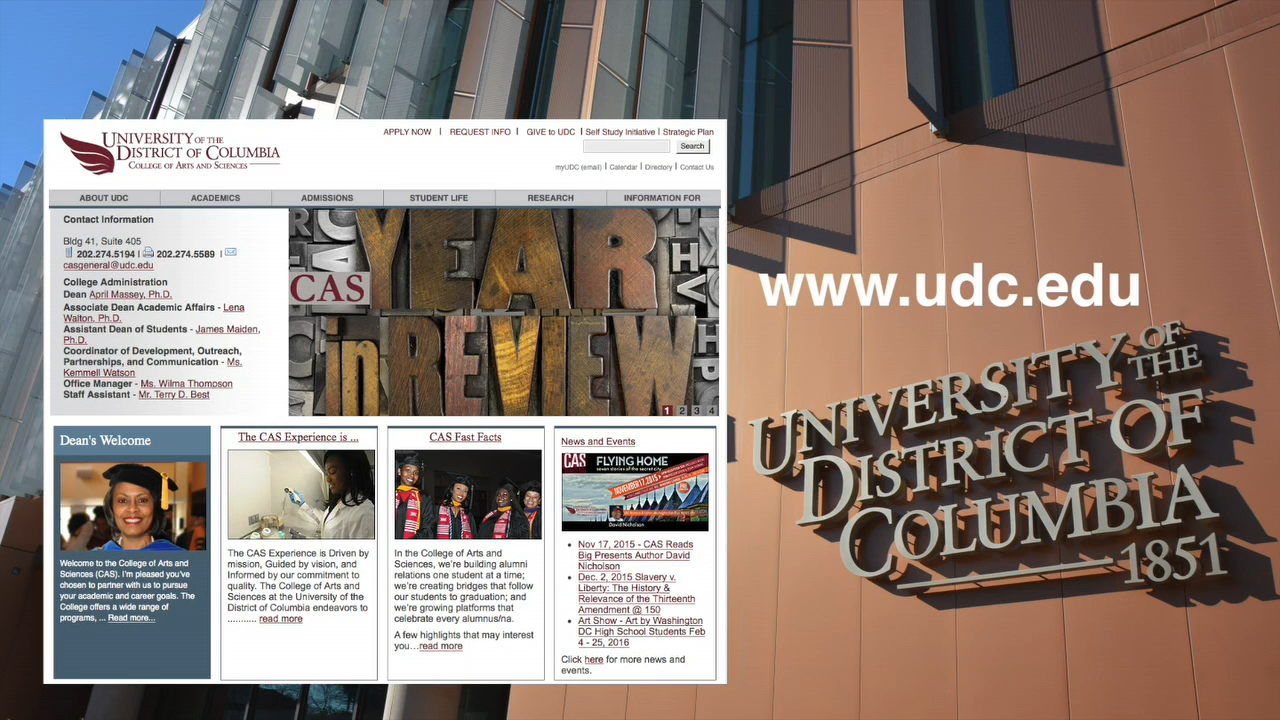 UNIVERSITY OF THE
DISTRICT OF COLUMBIA
COLLEGE OF ARTS AND SCIENCES
APPLY NOW | REQUEST INFO | GIVE to UDC | Self Study Initiative | Strategic Plan
Search
myUDC (email) | Calendar | Directory | Contact Us
ABOUT UDC ACADEMICS ADMISSIONS STUDENT LIFE RESEARCH INFORMATION FOR
Contact Information
Bldg 41, Suite 405
202.274.5194 | 202.274.5589 |
casgeneral@udc.edu
College Administration
Dean April Massey, Ph.D.
Associate Dean Academic Affairs - Lena
Walton, Ph.D.
Assistant Dean of Students - James Maiden,
Ph.D.
Coordinator of Development, Outreach,
Partnerships, and Communication - Ms.
Kemmell Watson
Office Manager - Ms. Wilma Thompson
Staff Assistant - Mr. Terry D. Best
YEAR
CAS
in REVIEW
1 2 3 4
Dean's Welcome
Welcome to the College of Arts and
Sciences (CAS). I'm pleased you've
chosen to partner with us to pursue
your academic and career goals. The
College offers a wide range of
programs, ... Read more...
The CAS Experience is ...
The CAS Experience is Driven by
mission, Guided by vision, and
Informed by our commitment to
quality. The College of Arts and
Sciences at the University of the
District of Columbia endeavors to
........... read more
CAS Fast Facts
In the College of Arts and
Sciences, we're building alumni
relations one student at a time;
we're creating bridges that follow
our students to graduation; and
we're growing platforms that
celebrate every alumnus/na.
A few highlights that may interest
you…read more
News and Events
CAS FLYING HOME
seven stories of the secret city
NOVEMBER 17, 2015
David Nicholson
Nov 17, 2015 - CAS Reads
Big Presents Author David
Nicholson
Dec. 2, 2015 Slavery v.
Liberty: The History &
Relevance of the Thirteenth
Amendment @ 150
Art Show - Art by Washington
DC High School Students Feb
4 - 25, 2016
Click here for more news and
events.
www.udc.edu
UNIVERSITY OF THE
DISTRICT OF
COLUMBIA
1851